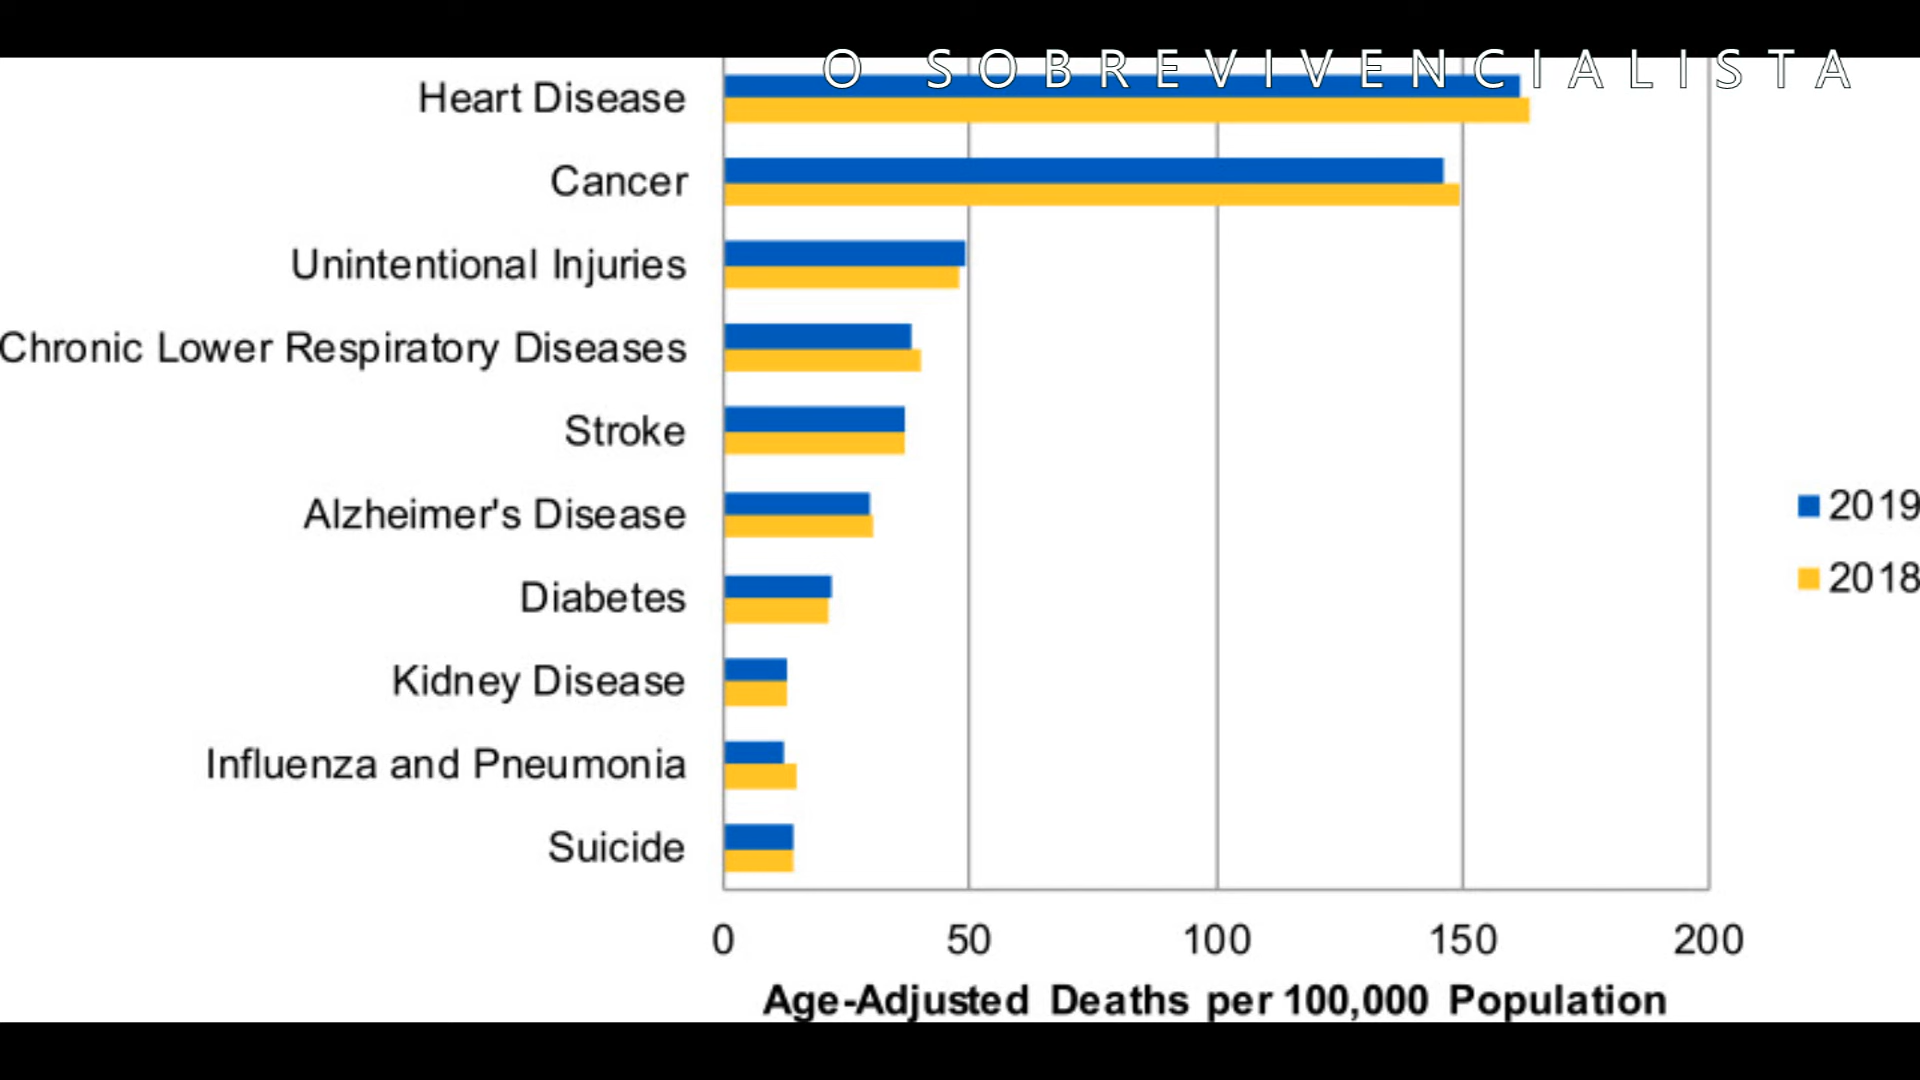 O SOBREVIVENCIALISTA
Heart Disease
Cancer
Unintentional Injuries
Chronic Lower Respiratory Diseases
Stroke
Alzheimer's Disease
Diabetes
Kidney Disease
Influenza and Pneumonia
Suicide
2019
2018
0 50 100 150 200
Age-Adjusted Deaths per 100,000 Population